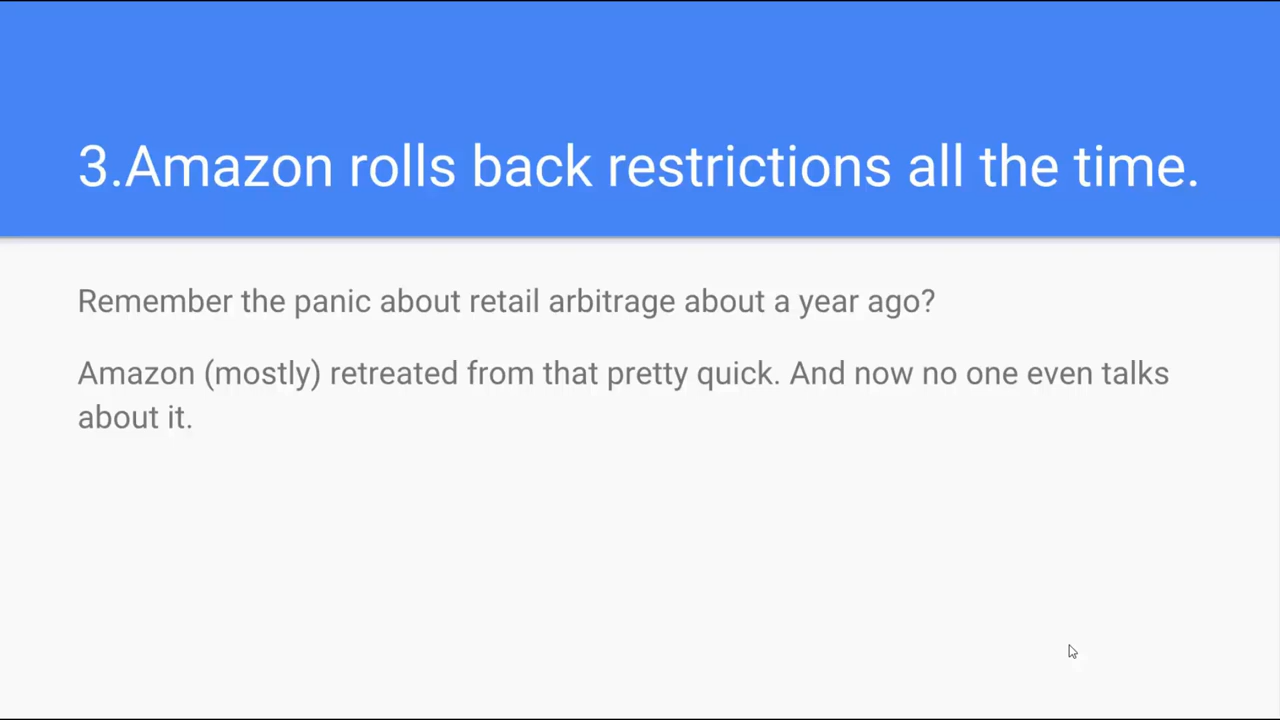 3.Amazon rolls back restrictions all the time.
Remember the panic about retail arbitrage about a year ago?
Amazon (mostly) retreated from that pretty quick. And now no one even talks
about it.